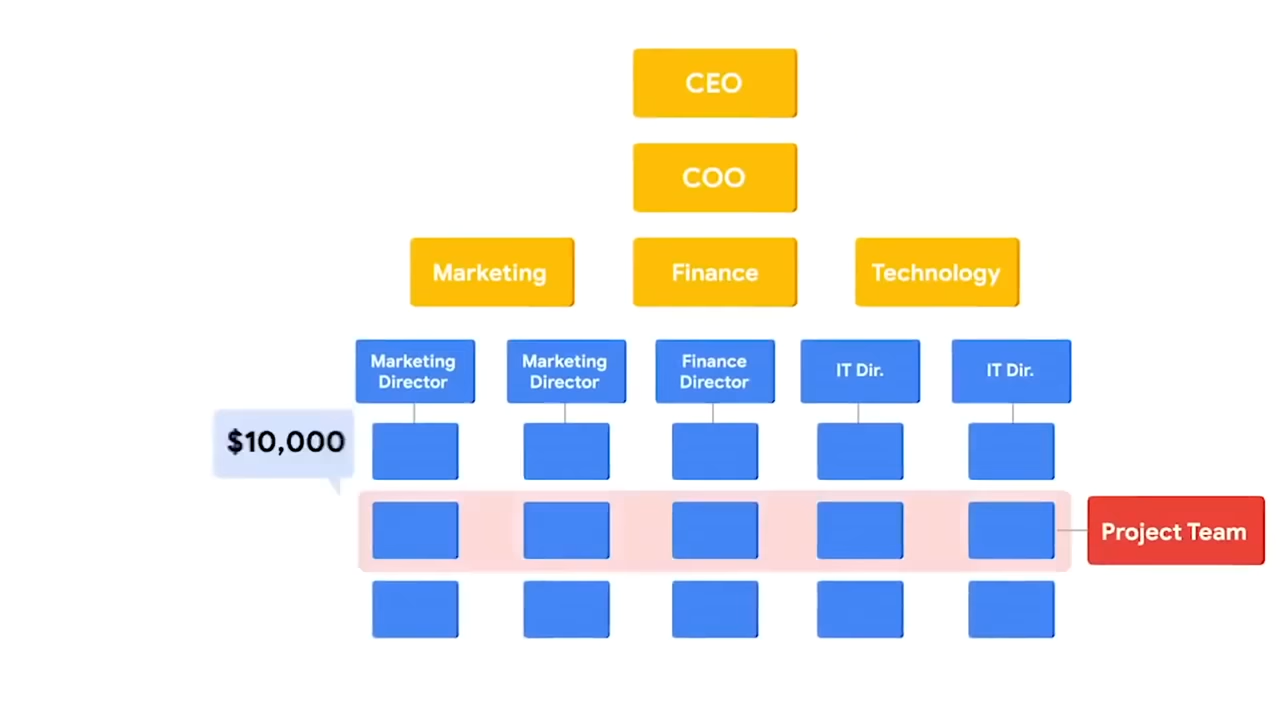 CEO
COO
Marketing
Finance
Technology
Marketing
Director
Marketing
Director
Finance
Director
IT Dir.
IT Dir.
$10,000
Project Team